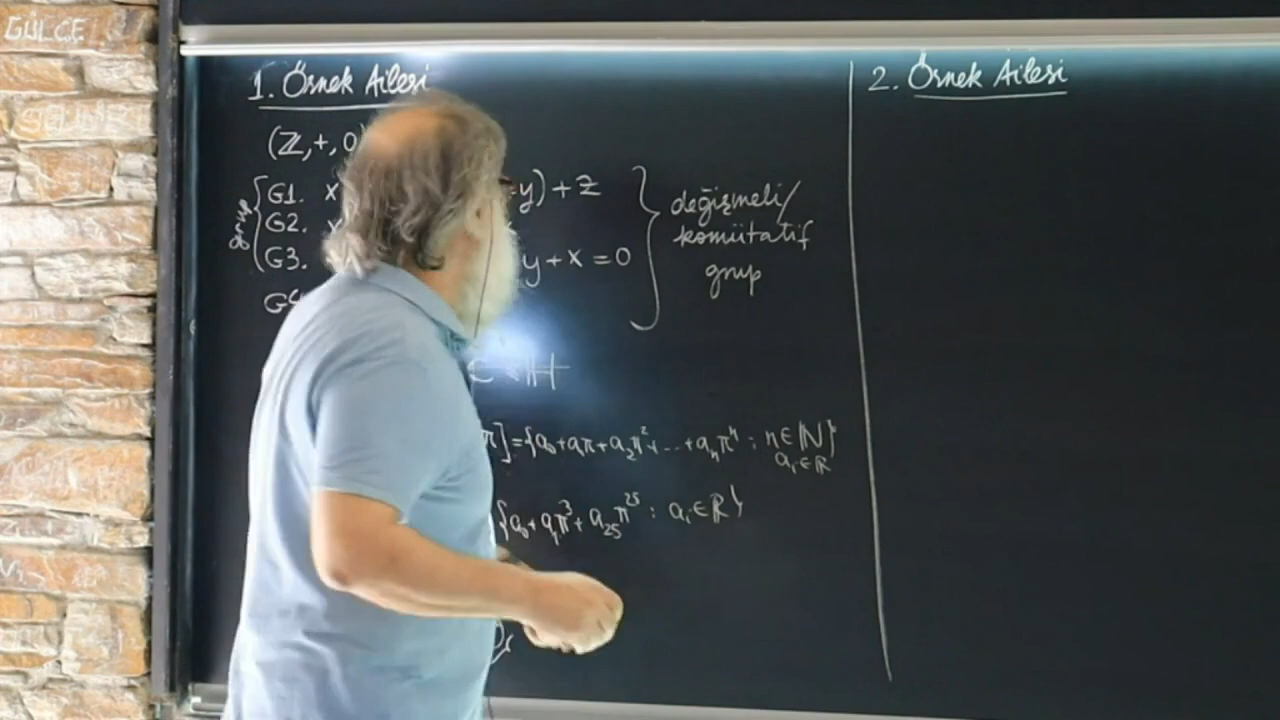 GÜLCE
1. Örnek Ailesi
(ℤ,+,0)
grup
G1. x y)+z
G2. x
G3. y+x=0
G4
değişmeli/
komütatif
grup
ℂ ℍ
π]={a₀+a₁π+a₂π²+...+aₙπⁿ : n∈ℕ}
aᵢ∈ℝ
{a₀+a₁π³+a₂₅π²⁵ : aᵢ∈ℝ}
2. Örnek Ailesi